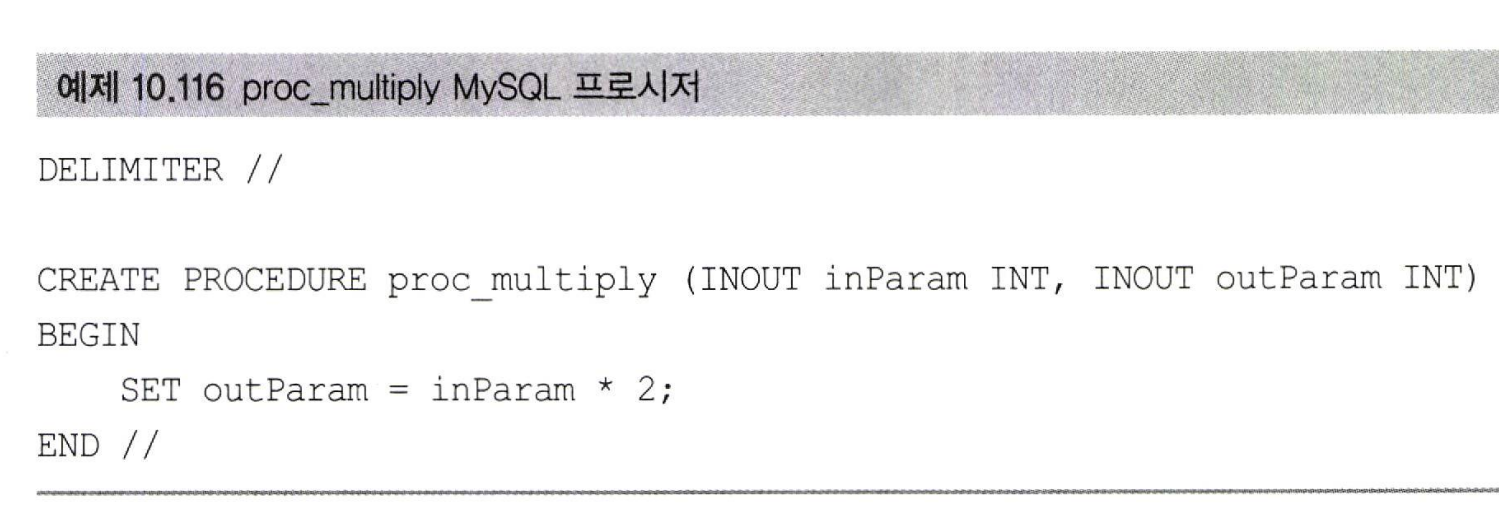 예제 10.116 proc_multiply MySQL 프로시저
DELIMITER //
CREATE PROCEDURE proc_multiply (INOUT inParam INT, INOUT outParam INT)
BEGIN
SET outParam = inParam * 2;
END //